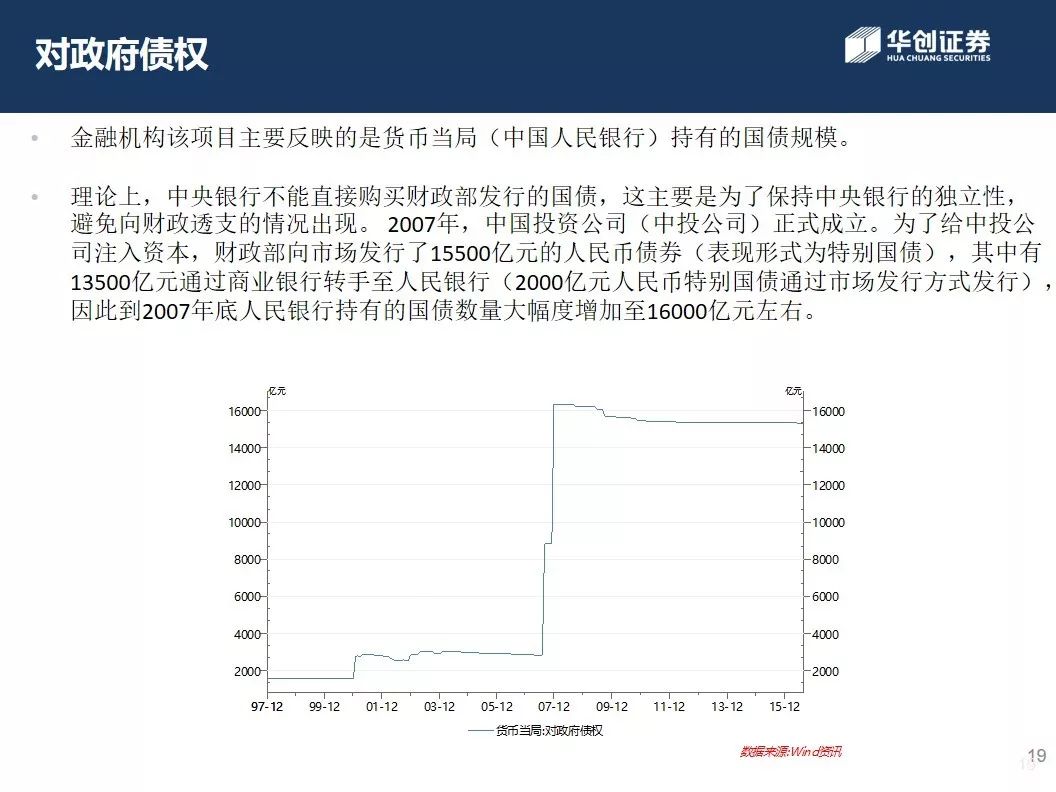 对政府债权
华创证券
HUA CHUANG SECURITIES
• 金融机构该项目主要反映的是货币当局（中国人民银行）持有的国债规模。
• 理论上，中央银行不能直接购买财政部发行的国债，这主要是为了保持中央银行的独立性，
避免向财政透支的情况出现。 2007年，中国投资公司（中投公司）正式成立。为了给中投公
司注入资本，财政部向市场发行了15500亿元的人民币债券（表现形式为特别国债），其中有
13500亿元通过商业银行转手至人民银行（2000亿元人民币特别国债通过市场发行方式发行），
因此到2007年底人民银行持有的国债数量大幅度增加至16000亿元左右。
亿元 亿元
16000 16000
14000 14000
12000 12000
10000 10000
8000 8000
6000 6000
4000 4000
2000 2000
97-12 99-12 01-12 03-12 05-12 07-12 09-12 11-12 13-12 15-12
货币当局:对政府债权
数据来源:Wind资讯
19
19